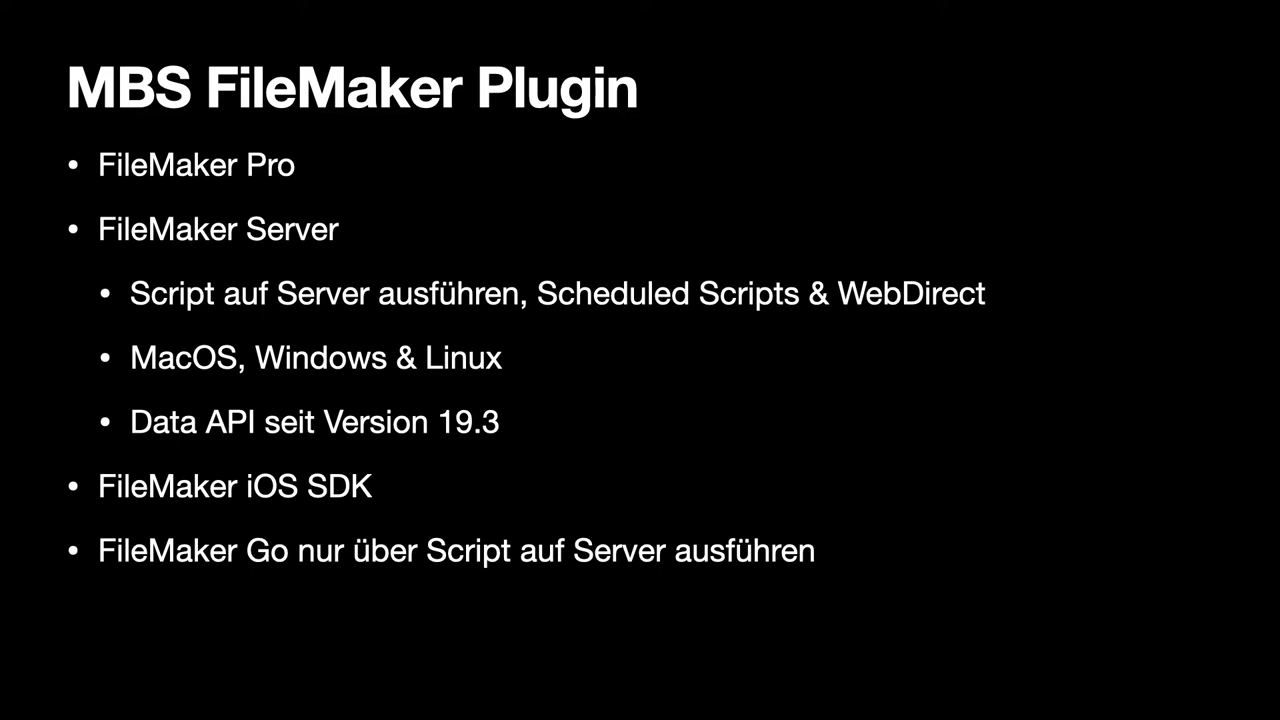 MBS FileMaker Plugin
• FileMaker Pro
• FileMaker Server
• Script auf Server ausführen, Scheduled Scripts & WebDirect
• MacOS, Windows & Linux
• Data API seit Version 19.3
• FileMaker iOS SDK
• FileMaker Go nur über Script auf Server ausführen